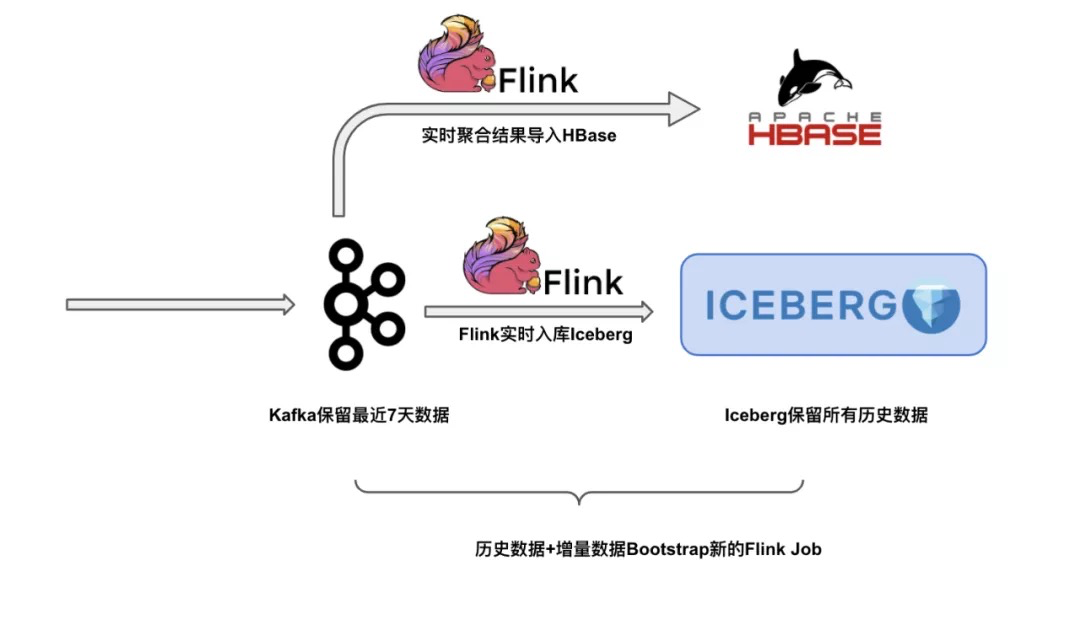 Flink
实时聚合结果导入HBase
APACHE
HBASE
Flink
Flink实时入库Iceberg
ICEBERG
Kafka保留最近7天数据
Iceberg保留所有历史数据
历史数据+增量数据Bootstrap新的Flink Job